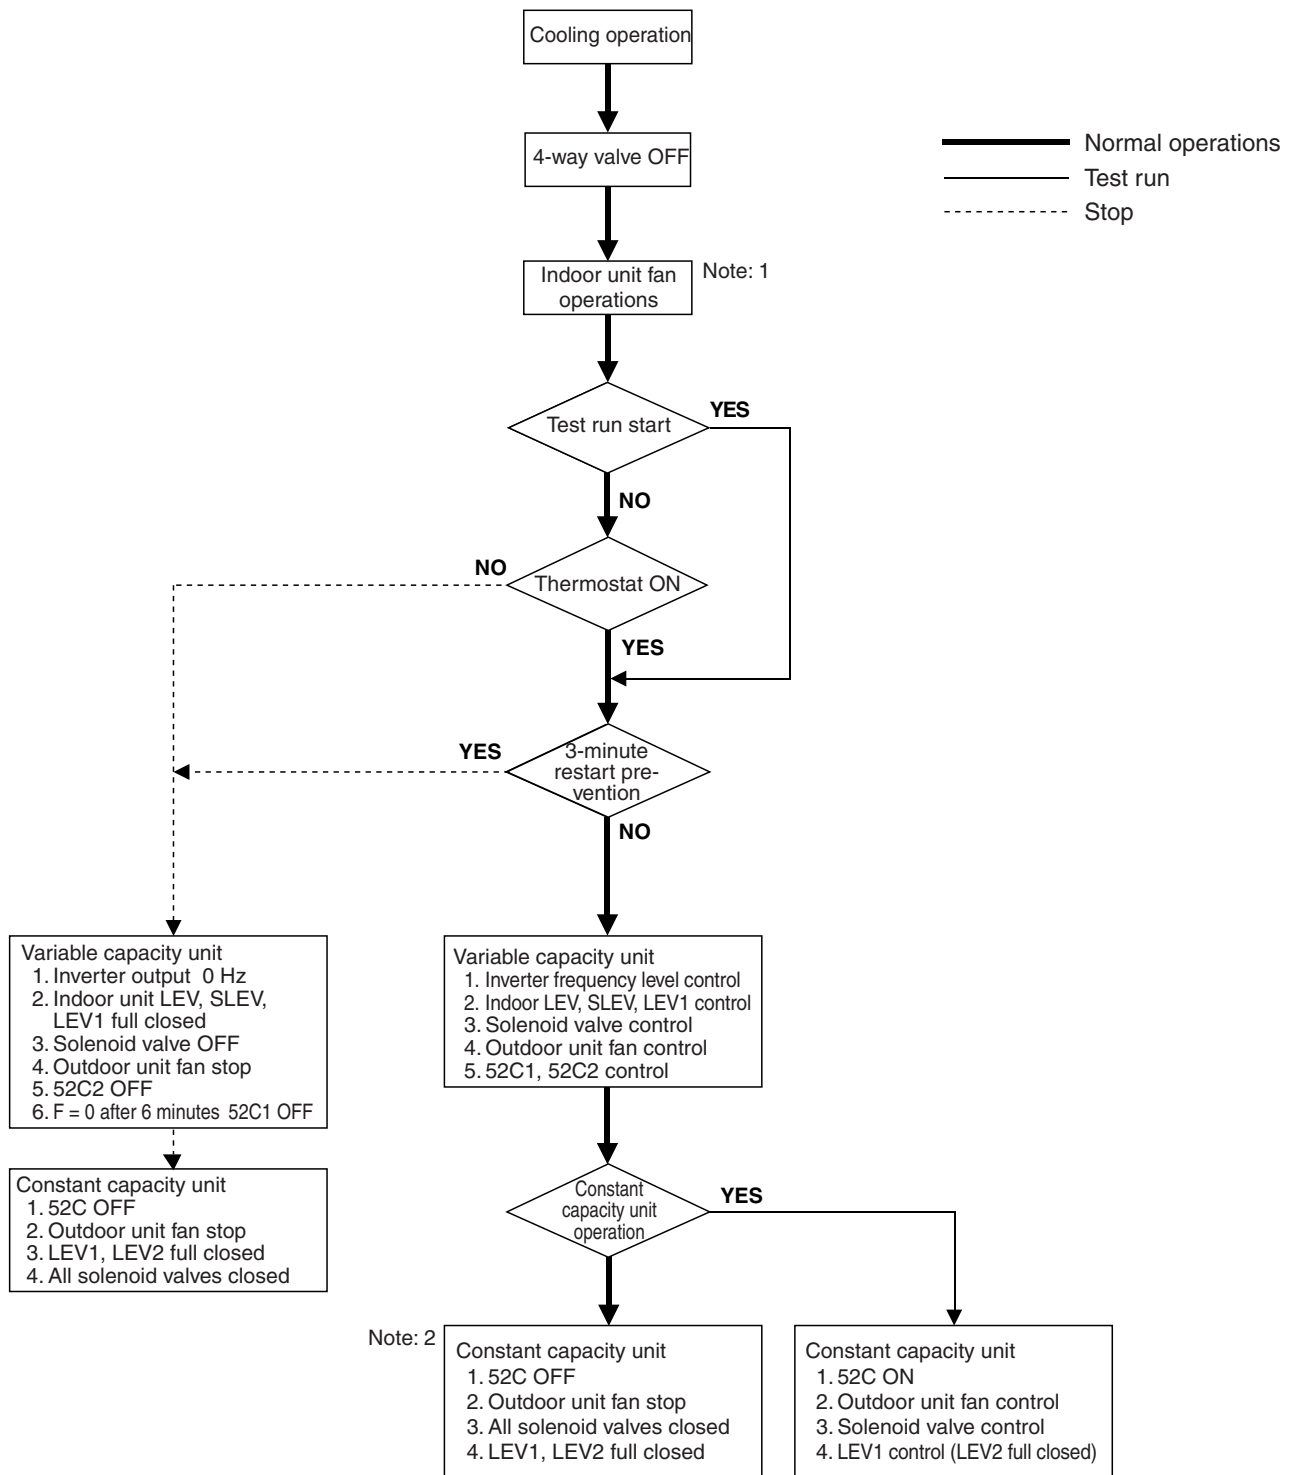 Cooling operation
4-way valve OFF
Normal operations
Test run
Stop
Indoor unit fan
operations
Note: 1
Test run start
YES
NO
Thermostat ON
NO
YES
3-minute
restart pre-
vention
YES
NO
Variable capacity unit
1. Inverter output 0 Hz
2. Indoor unit LEV, SLEV,
LEV1 full closed
3. Solenoid valve OFF
4. Outdoor unit fan stop
5. 52C2 OFF
6. F = 0 after 6 minutes 52C1 OFF
Variable capacity unit
1. Inverter frequency level control
2. Indoor LEV, SLEV, LEV1 control
3. Solenoid valve control
4. Outdoor unit fan control
5. 52C1, 52C2 control
Constant capacity unit
1. 52C OFF
2. Outdoor unit fan stop
3. LEV1, LEV2 full closed
4. All solenoid valves closed
Constant
capacity unit
operation
YES
Note: 2
Constant capacity unit
1. 52C OFF
2. Outdoor unit fan stop
3. All solenoid valves closed
4. LEV1, LEV2 full closed
Constant capacity unit
1. 52C ON
2. Outdoor unit fan control
3. Solenoid valve control
4. LEV1 control (LEV2 full closed)